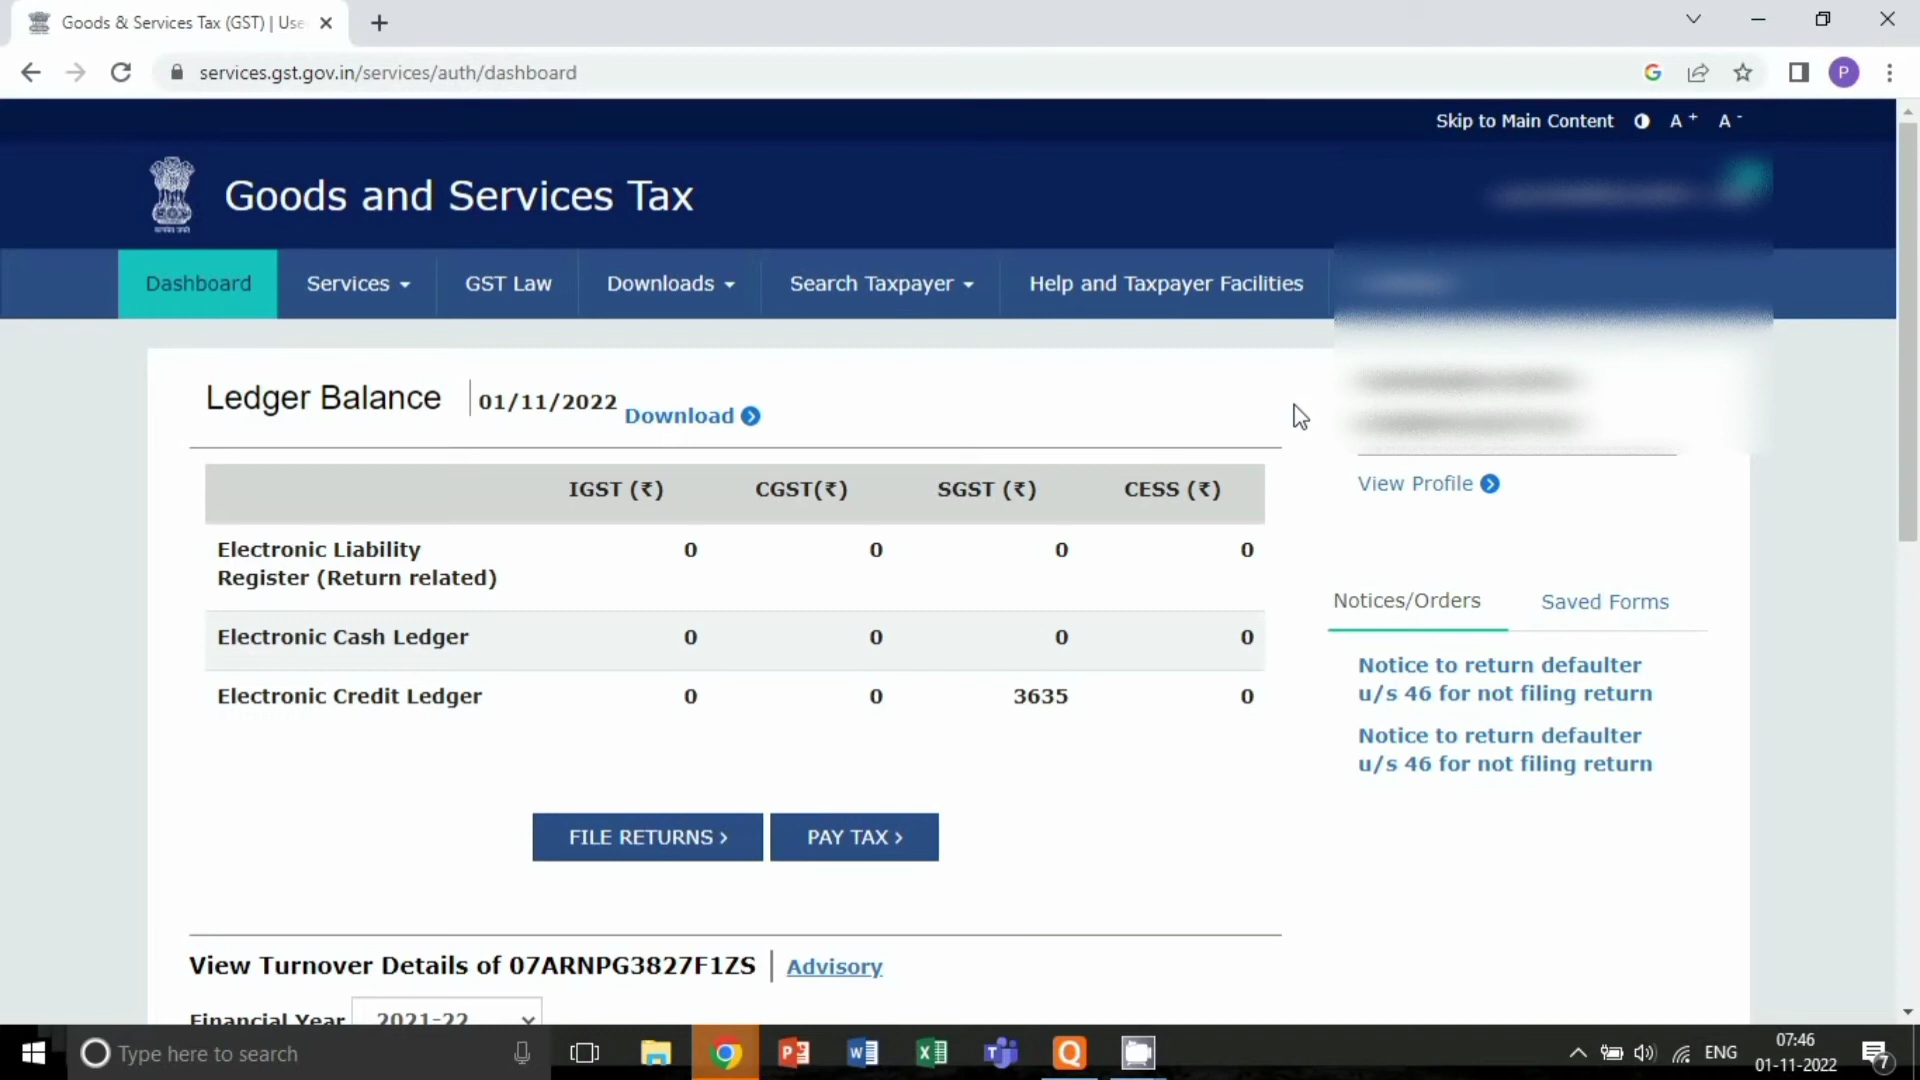 Goods & Services Tax (GST) | Use
services.gst.gov.in/services/auth/dashboard
P
Skip to Main Content A+ A-
Goods and Services Tax
Dashboard Services GST Law Downloads Search Taxpayer Help and Taxpayer Facilities
Ledger Balance 01/11/2022 Download
IGST (₹) CGST(₹) SGST (₹) CESS (₹)
Electronic Liability
Register (Return related) 0 0 0 0
Electronic Cash Ledger 0 0 0 0
Electronic Credit Ledger 0 0 3635 0
FILE RETURNS > PAY TAX >
View Profile
Notices/Orders Saved Forms
Notice to return defaulter
u/s 46 for not filing return
Notice to return defaulter
u/s 46 for not filing return
View Turnover Details of 07ARNPG3827F1ZS | Advisory
Financial Year 2021-22
Type here to search
ENG
07:46
01-11-2022
7